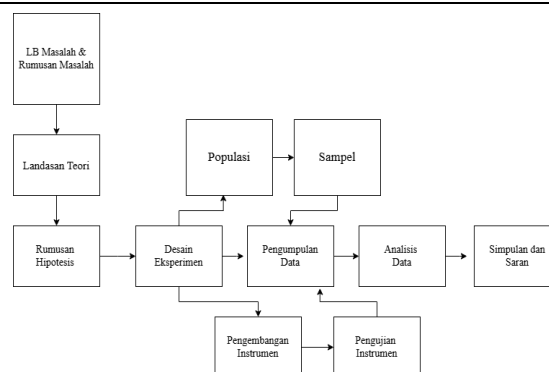 LB Masalah &
Rumusan Masalah
Landasan Teori
Populasi
Sampel
Rumusan
Hipotesis
Desain
Eksperimen
Pengumpulan
Data
Analisis
Data
Simpulan dan
Saran
Pengembangan
Instrumen
Pengujian
Instrumen